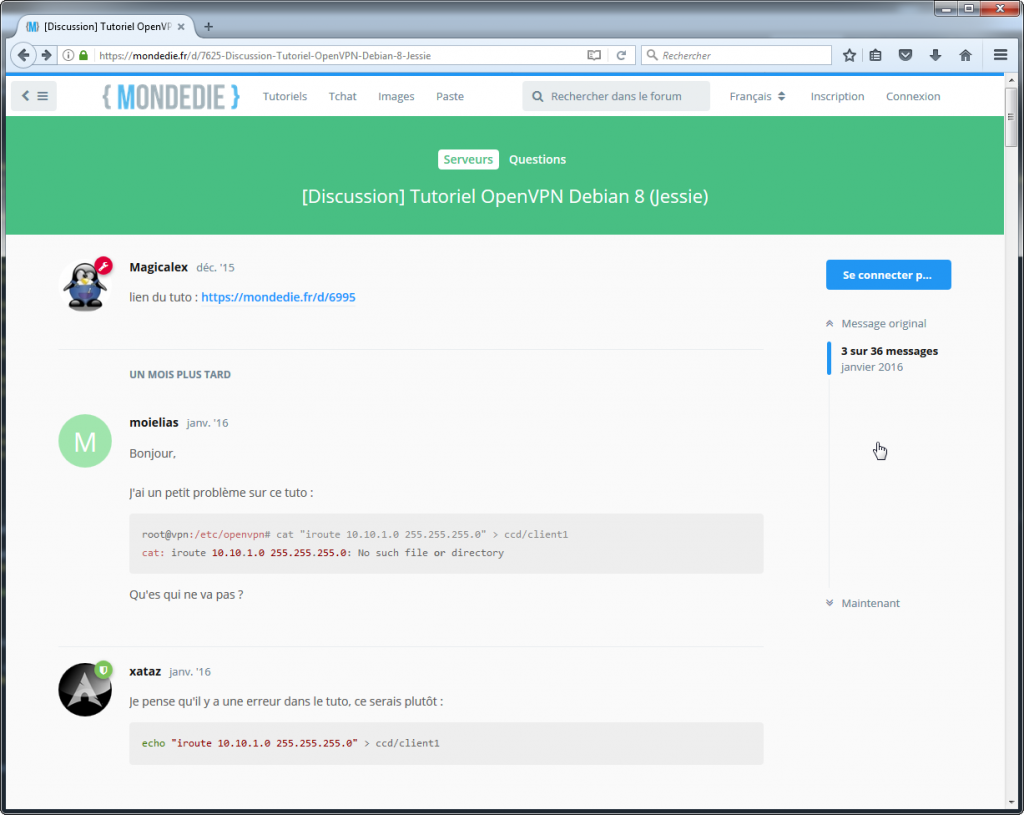 [Discussion] Tutoriel OpenVP
https://mondedie.fr/d/7625-Discussion-Tutoriel-OpenVPN-Debian-8-Jessie
Rechercher
{ MONDEDIE }
Tutoriels
Tchat
Images
Paste
Rechercher dans le forum
Français
Inscription
Connexion
Serveurs Questions
[Discussion] Tutoriel OpenVPN Debian 8 (Jessie)
Magicalex déc. '15
lien du tuto : https://mondedie.fr/d/6995
Se connecter p...
Message original
3 sur 36 messages
janvier 2016
Maintenant
UN MOIS PLUS TARD
M
moielias janv. '16
Bonjour,
J'ai un petit problème sur ce tuto :
root@vpn:/etc/openvpn# cat "iroute 10.10.1.0 255.255.255.0" > ccd/client1
cat: iroute 10.10.1.0 255.255.255.0: No such file or directory
Qu'es qui ne va pas ?
xataz janv. '16
Je pense qu'il y a une erreur dans le tuto, ce serais plutôt :
echo "iroute 10.10.1.0 255.255.255.0" > ccd/client1